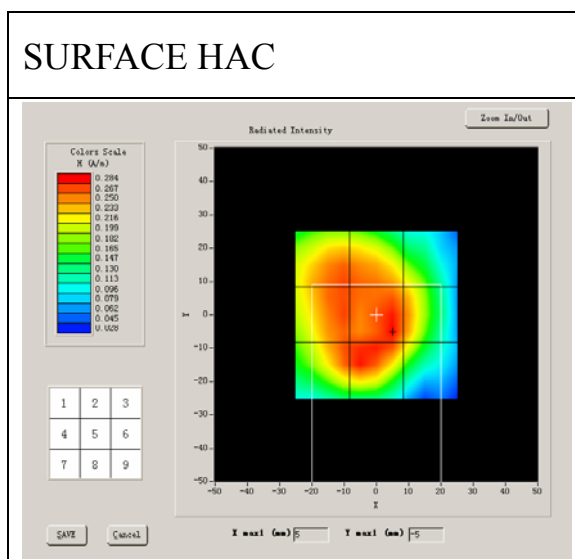 SURFACE HAC
Zoom In/Out
Radiated Intensity
Colors Scale
H (A/m)
0.284
0.267
0.250
0.233
0.216
0.199
0.182
0.165
0.147
0.130
0.113
0.096
0.079
0.062
0.045
0.028
50
40
30
20
10
0
-10
-20
-30
-40
-50
Y
-50 -40 -30 -20 -10 0 10 20 30 40 50
X
1 2 3
4 5 6
7 8 9
SAVE Cancel
X max1 (mm) 5 Y max1 (mm) -5